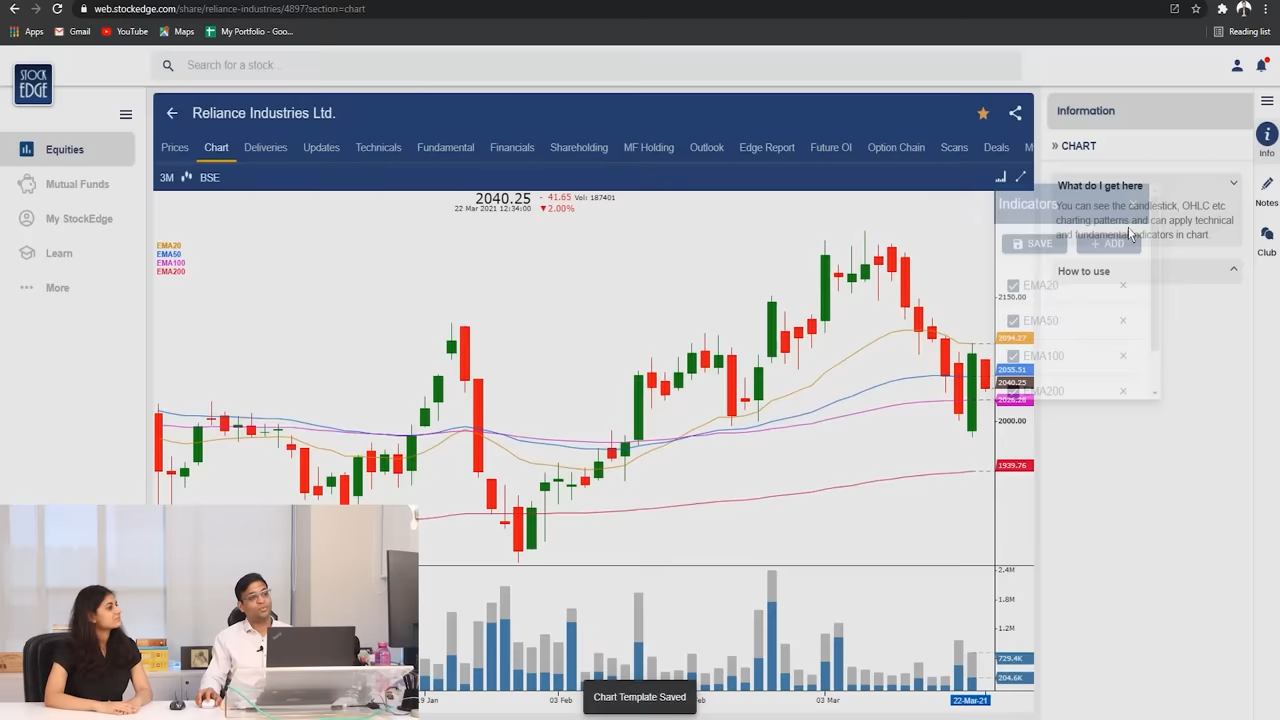 web.stockedge.com/share/reliance-industries/4897?section=chart
Apps Gmail YouTube Maps My Portfolio - Goo... Reading list
STOCK EDGE
Search for a stock
Reliance Industries Ltd.
Information
Equities
Prices Chart Deliveries Updates Technicals Fundamental Financials Shareholding MF Holding Outlook Edge Report Future OI Option Chain Scans Deals M
» CHART
Info
3M BSE
Mutual Funds
What do I get here
You can see the candlestick, OHLC etc
charting patterns and can apply technical
and fundamental indicators in chart.
Notes
2040.25 - 41.65 Vol: 187401
22 Mar 2021 12:34:00 ▼2.00%
Indicators
My StockEdge
SAVE + ADD
Club
EMA20
EMA50
EMA100
EMA200
Learn
How to use
More
EMA20
EMA50
EMA100
EMA200
2150.00
2094.27
2055.51
2040.25
2026.28
2000.00
1939.76
2.4M
1.8M
1.2M
729.4K
204.6K
Jan 03 Feb eb 03 Mar 22-Mar-21
Chart Template Saved